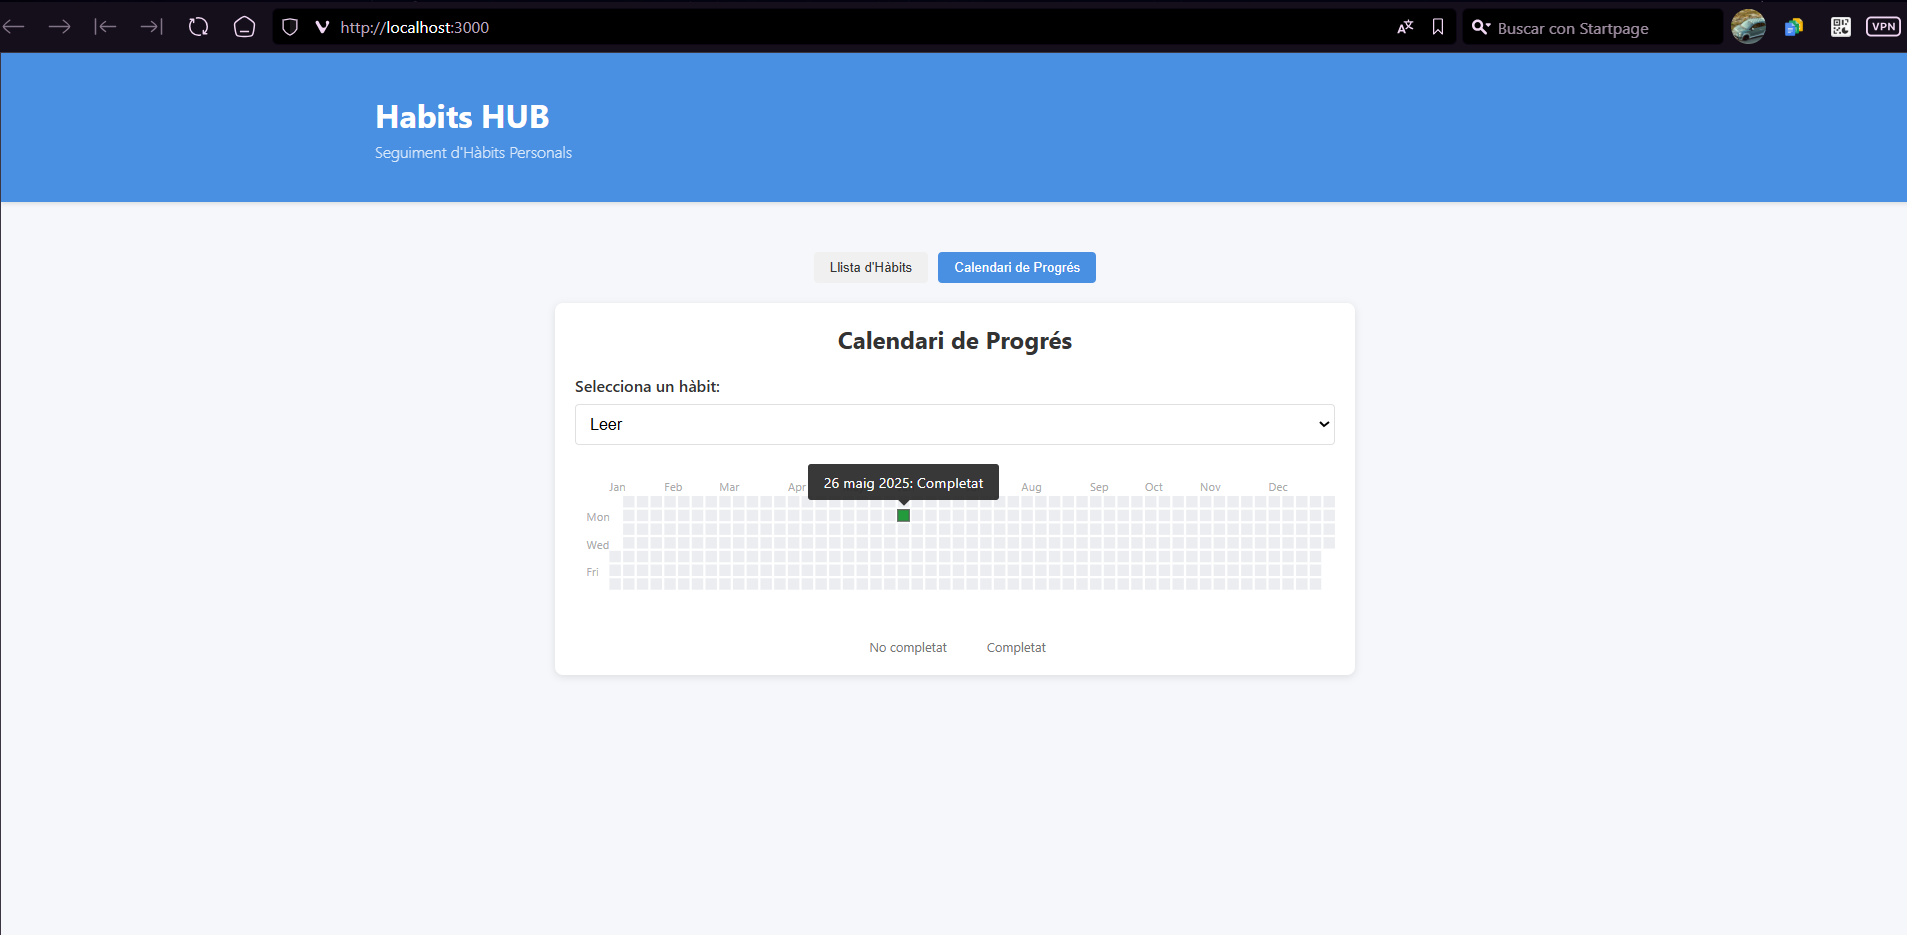 http://localhost:3000
Buscar con Startpage
VPN
Habits HUB
Seguiment d'Hàbits Personals
Llista d'Hàbits
Calendari de Progrés
Calendari de Progrés
Selecciona un hàbit:
Leer
26 maig 2025: Completat
Jan Feb Mar Apr Aug Sep Oct Nov Dec
Mon
Wed
Fri
No completat Completat